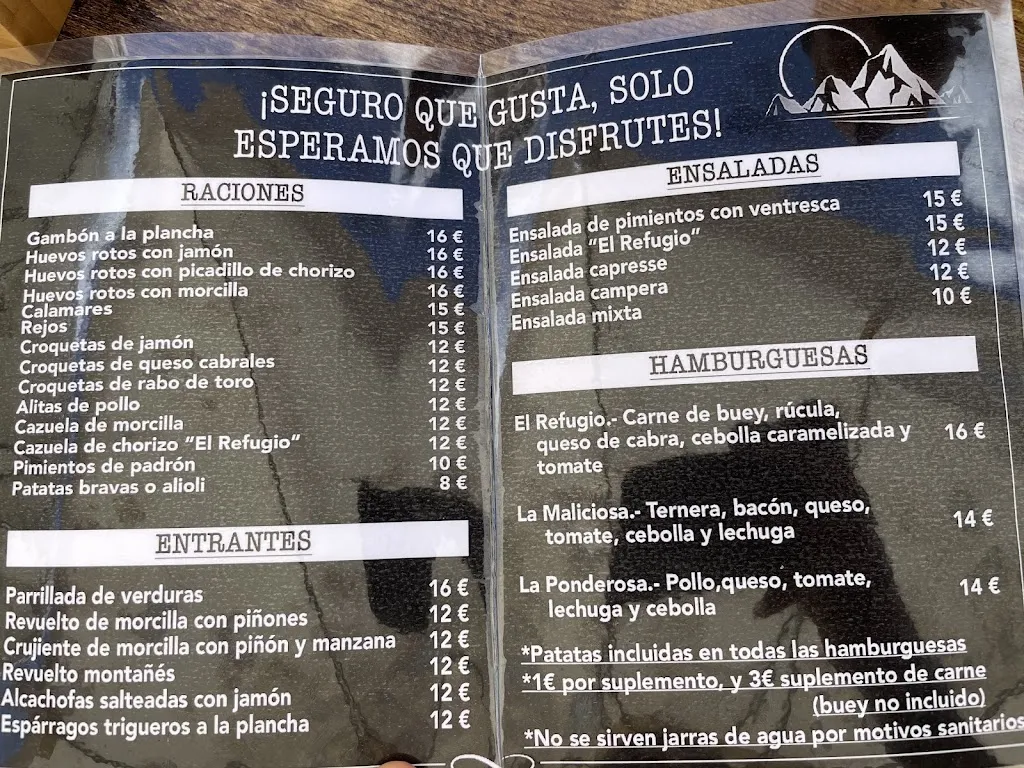 ¡SEGURO QUE GUSTA, SOLO
ESPERAMOS QUE DISFRUTES!
RACIONES
Gambón a la plancha 16 €
Huevos rotos con jamón 16 €
Huevos rotos con picadillo de chorizo 16 €
Huevos rotos con morcilla 16 €
Calamares 15 €
Rejos 15 €
Croquetas de jamón 12 €
Croquetas de queso cabrales 12 €
Croquetas de rabo de toro 12 €
Alitas de pollo 12 €
Cazuela de morcilla 12 €
Cazuela de chorizo “El Refugio” 12 €
Pimientos de padrón 10 €
Patatas bravas o alioli 8 €
ENTRANTES
Parrillada de verduras 16 €
Revuelto de morcilla con piñones 12 €
Crujiente de morcilla con piñón y manzana 12 €
Revuelto montañés 12 €
Alcachofas salteadas con jamón 12 €
Espárragos trigueros a la plancha 12 €
ENSALADAS
Ensalada de pimientos con ventresca 15 €
Ensalada “El Refugio” 15 €
Ensalada capresse 12 €
Ensalada campera 12 €
Ensalada mixta 10 €
HAMBURGUESAS
El Refugio.- Carne de buey, rúcula,
queso de cabra, cebolla caramelizada y 16 €
tomate
La Maliciosa.- Ternera, bacón, queso,
tomate, cebolla y lechuga 14 €
La Ponderosa.- Pollo,queso, tomate, 14 €
lechuga y cebolla
*Patatas incluidas en todas las hamburguesas
*1€ por suplemento, y 3€ suplemento de carne
(buey no incluido)
*No se sirven jarras de agua por motivos sanitarios